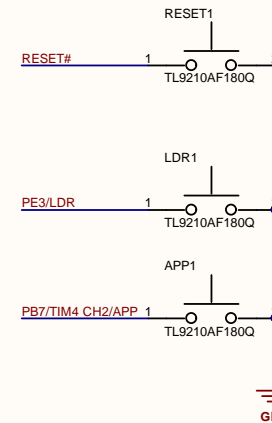 RESET1
RESET# 1
TL9210AF180Q
LDR1
PE3/LDR 1
TL9210AF180Q
APP1
PB7/TIM4 CH2/APP 1
TL9210AF180Q